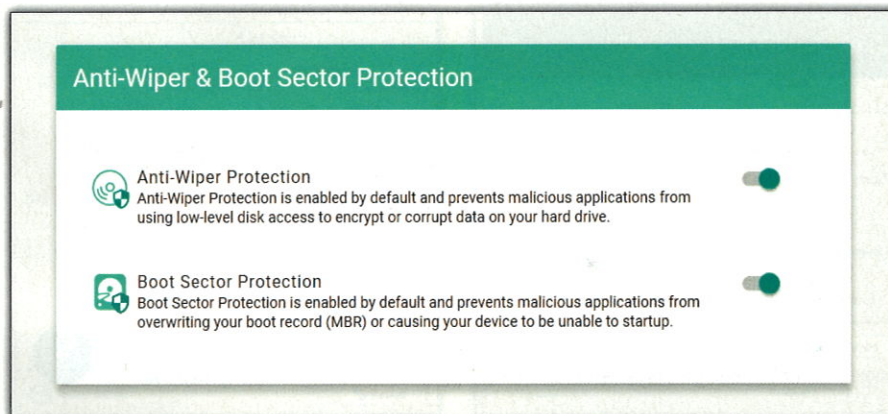 Anti-Wiper & Boot Sector Protection
Anti-Wiper Protection
Anti-Wiper Protection is enabled by default and prevents malicious applications from
using low-level disk access to encrypt or corrupt data on your hard drive.
Boot Sector Protection
Boot Sector Protection is enabled by default and prevents malicious applications from
overwriting your boot record (MBR) or causing your device to be unable to startup.